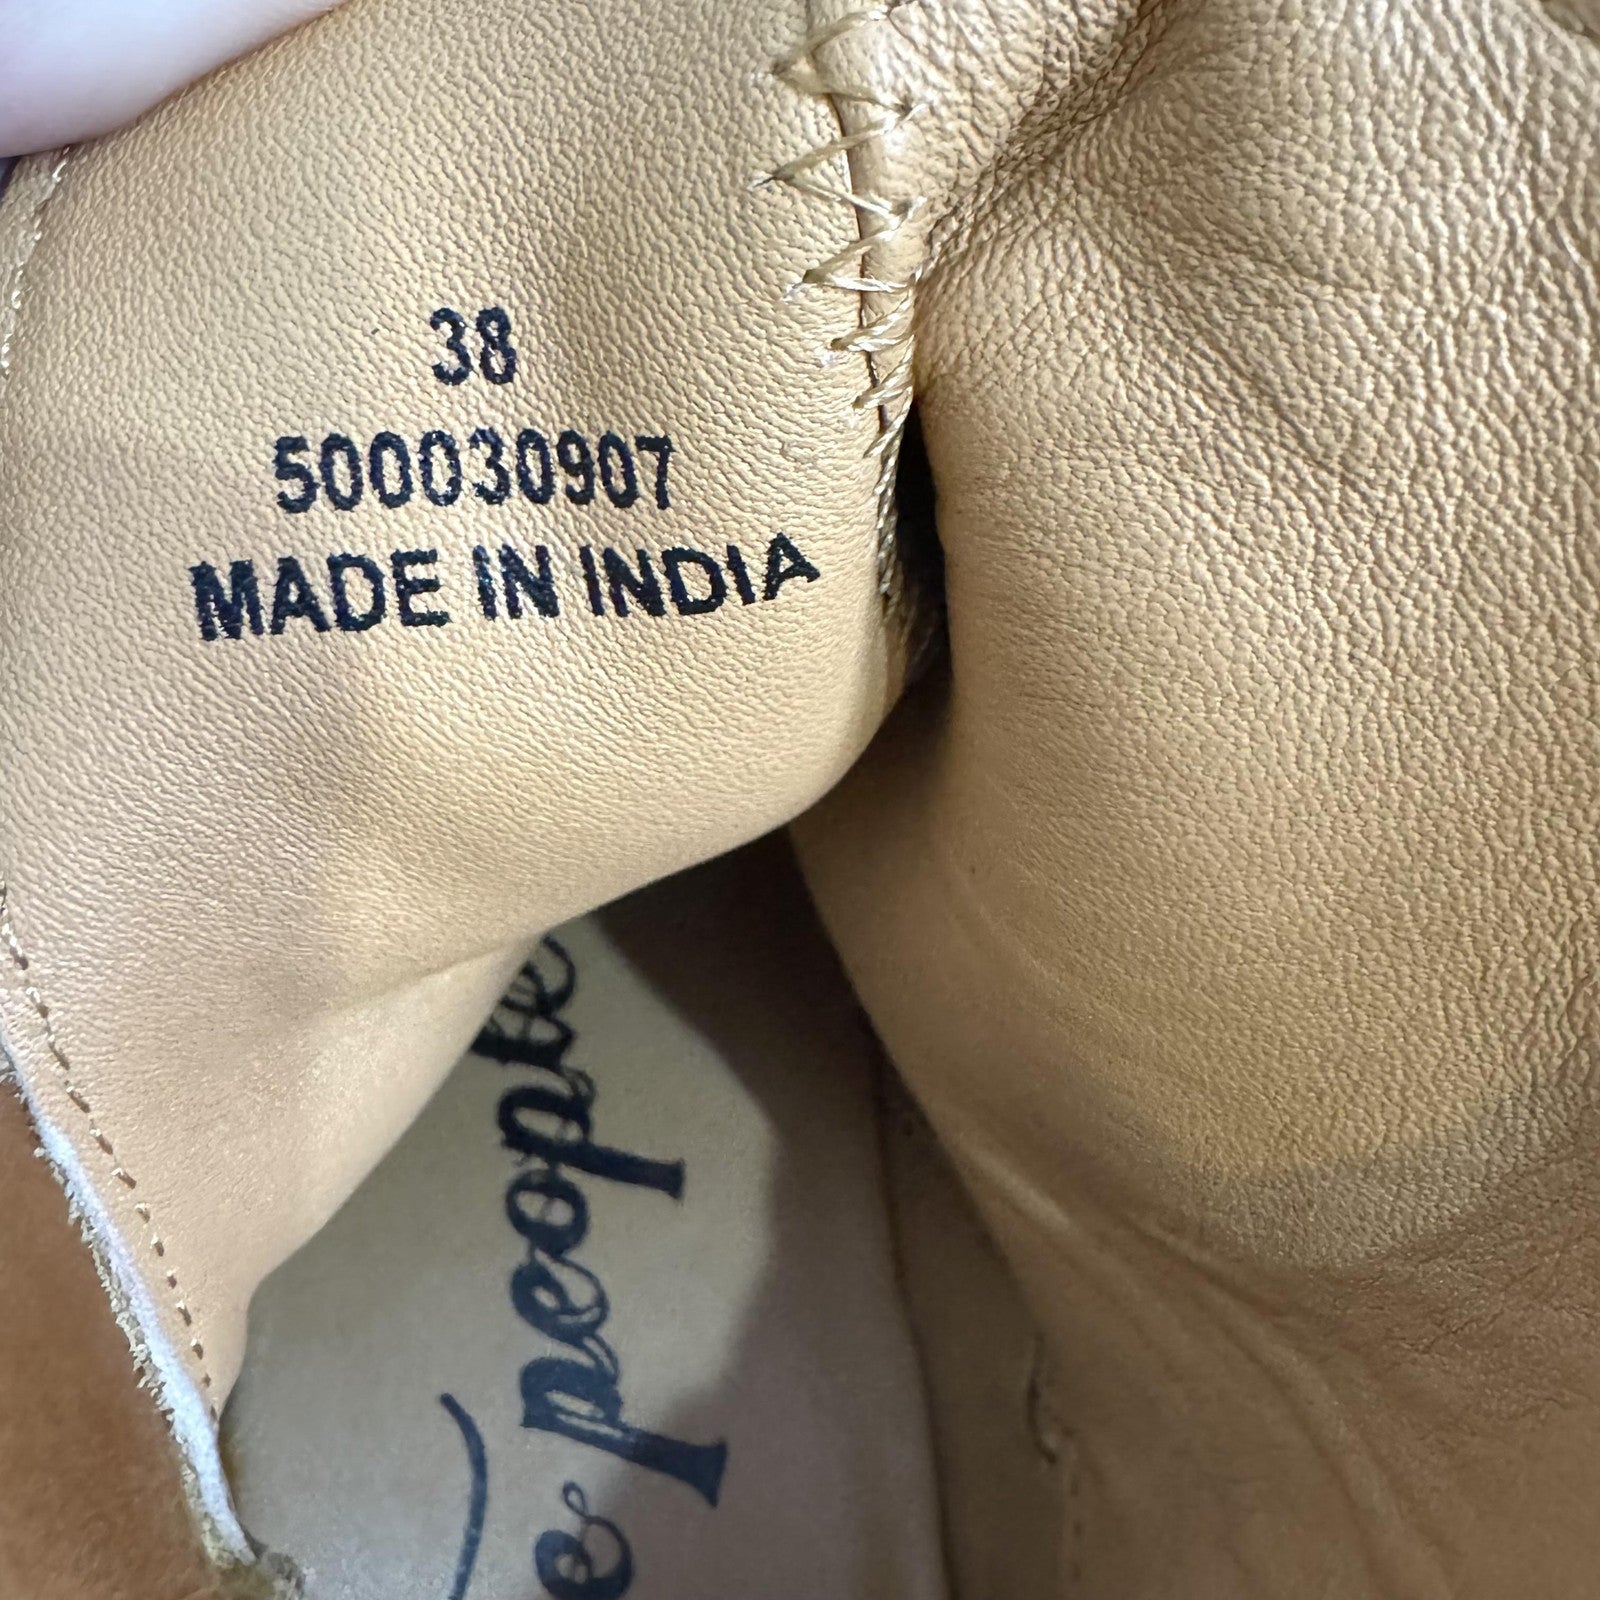 38
500030907
MADE IN INDIA
e people